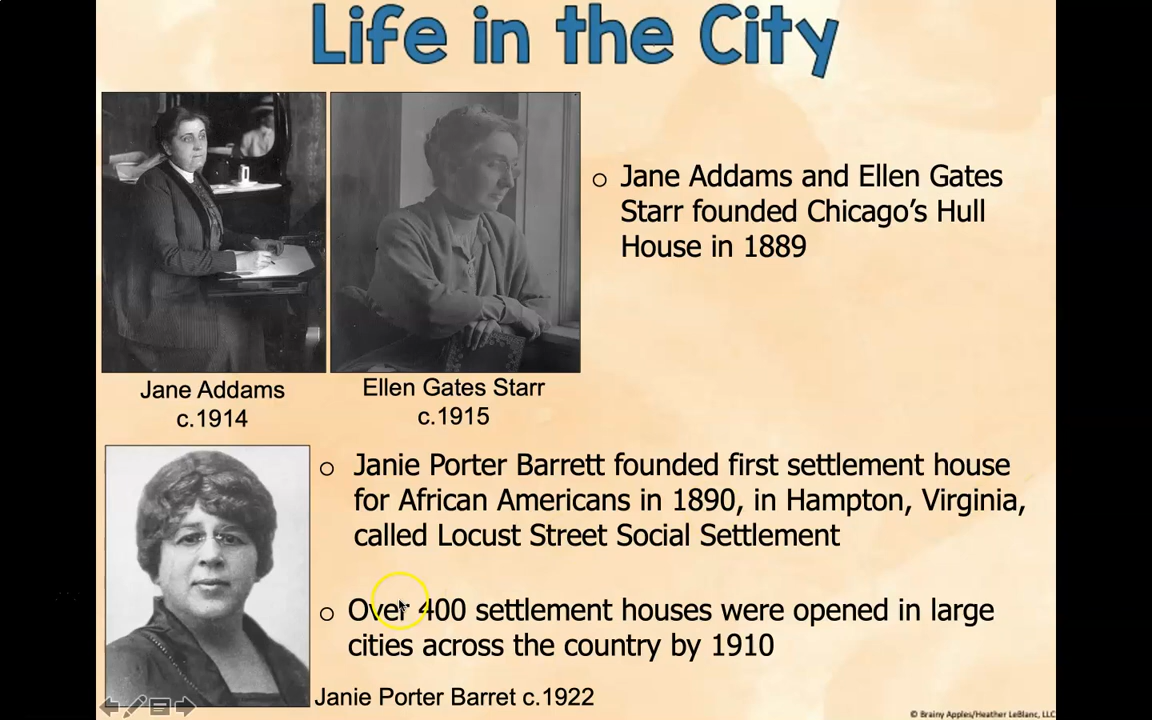 Life in the City
Jane Addams and Ellen Gates
Starr founded Chicago’s Hull
House in 1889
Jane Addams
c.1914
Ellen Gates Starr
c.1915
Janie Porter Barrett founded first settlement house
for African Americans in 1890, in Hampton, Virginia,
called Locust Street Social Settlement
Over 400 settlement houses were opened in large
cities across the country by 1910
Janie Porter Barret c.1922
© Brainy Apples/Heather LeBlanc, LLC